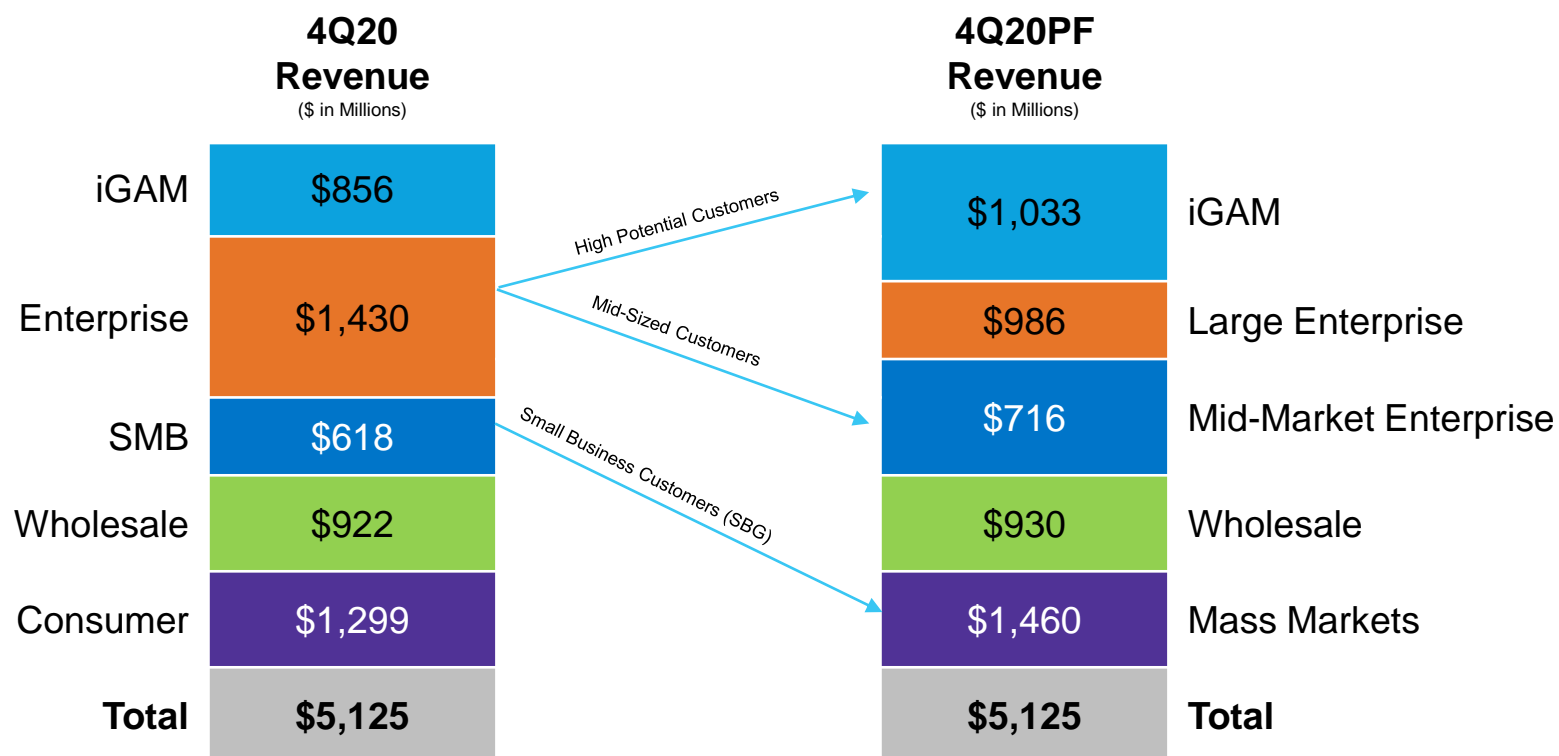 4Q20
Revenue
($ in Millions)
4Q20PF
Revenue
($ in Millions)
iGAM
$856
High Potential Customers
$1,033
iGAM
Enterprise
$1,430
Mid-Sized Customers
$986
Large Enterprise
SMB
$618
Small Business Customers (SBG)
$716
Mid-Market Enterprise
Wholesale
$922
$930
Wholesale
Consumer
$1,299
$1,460
Mass Markets
Total
$5,125
$5,125
Total